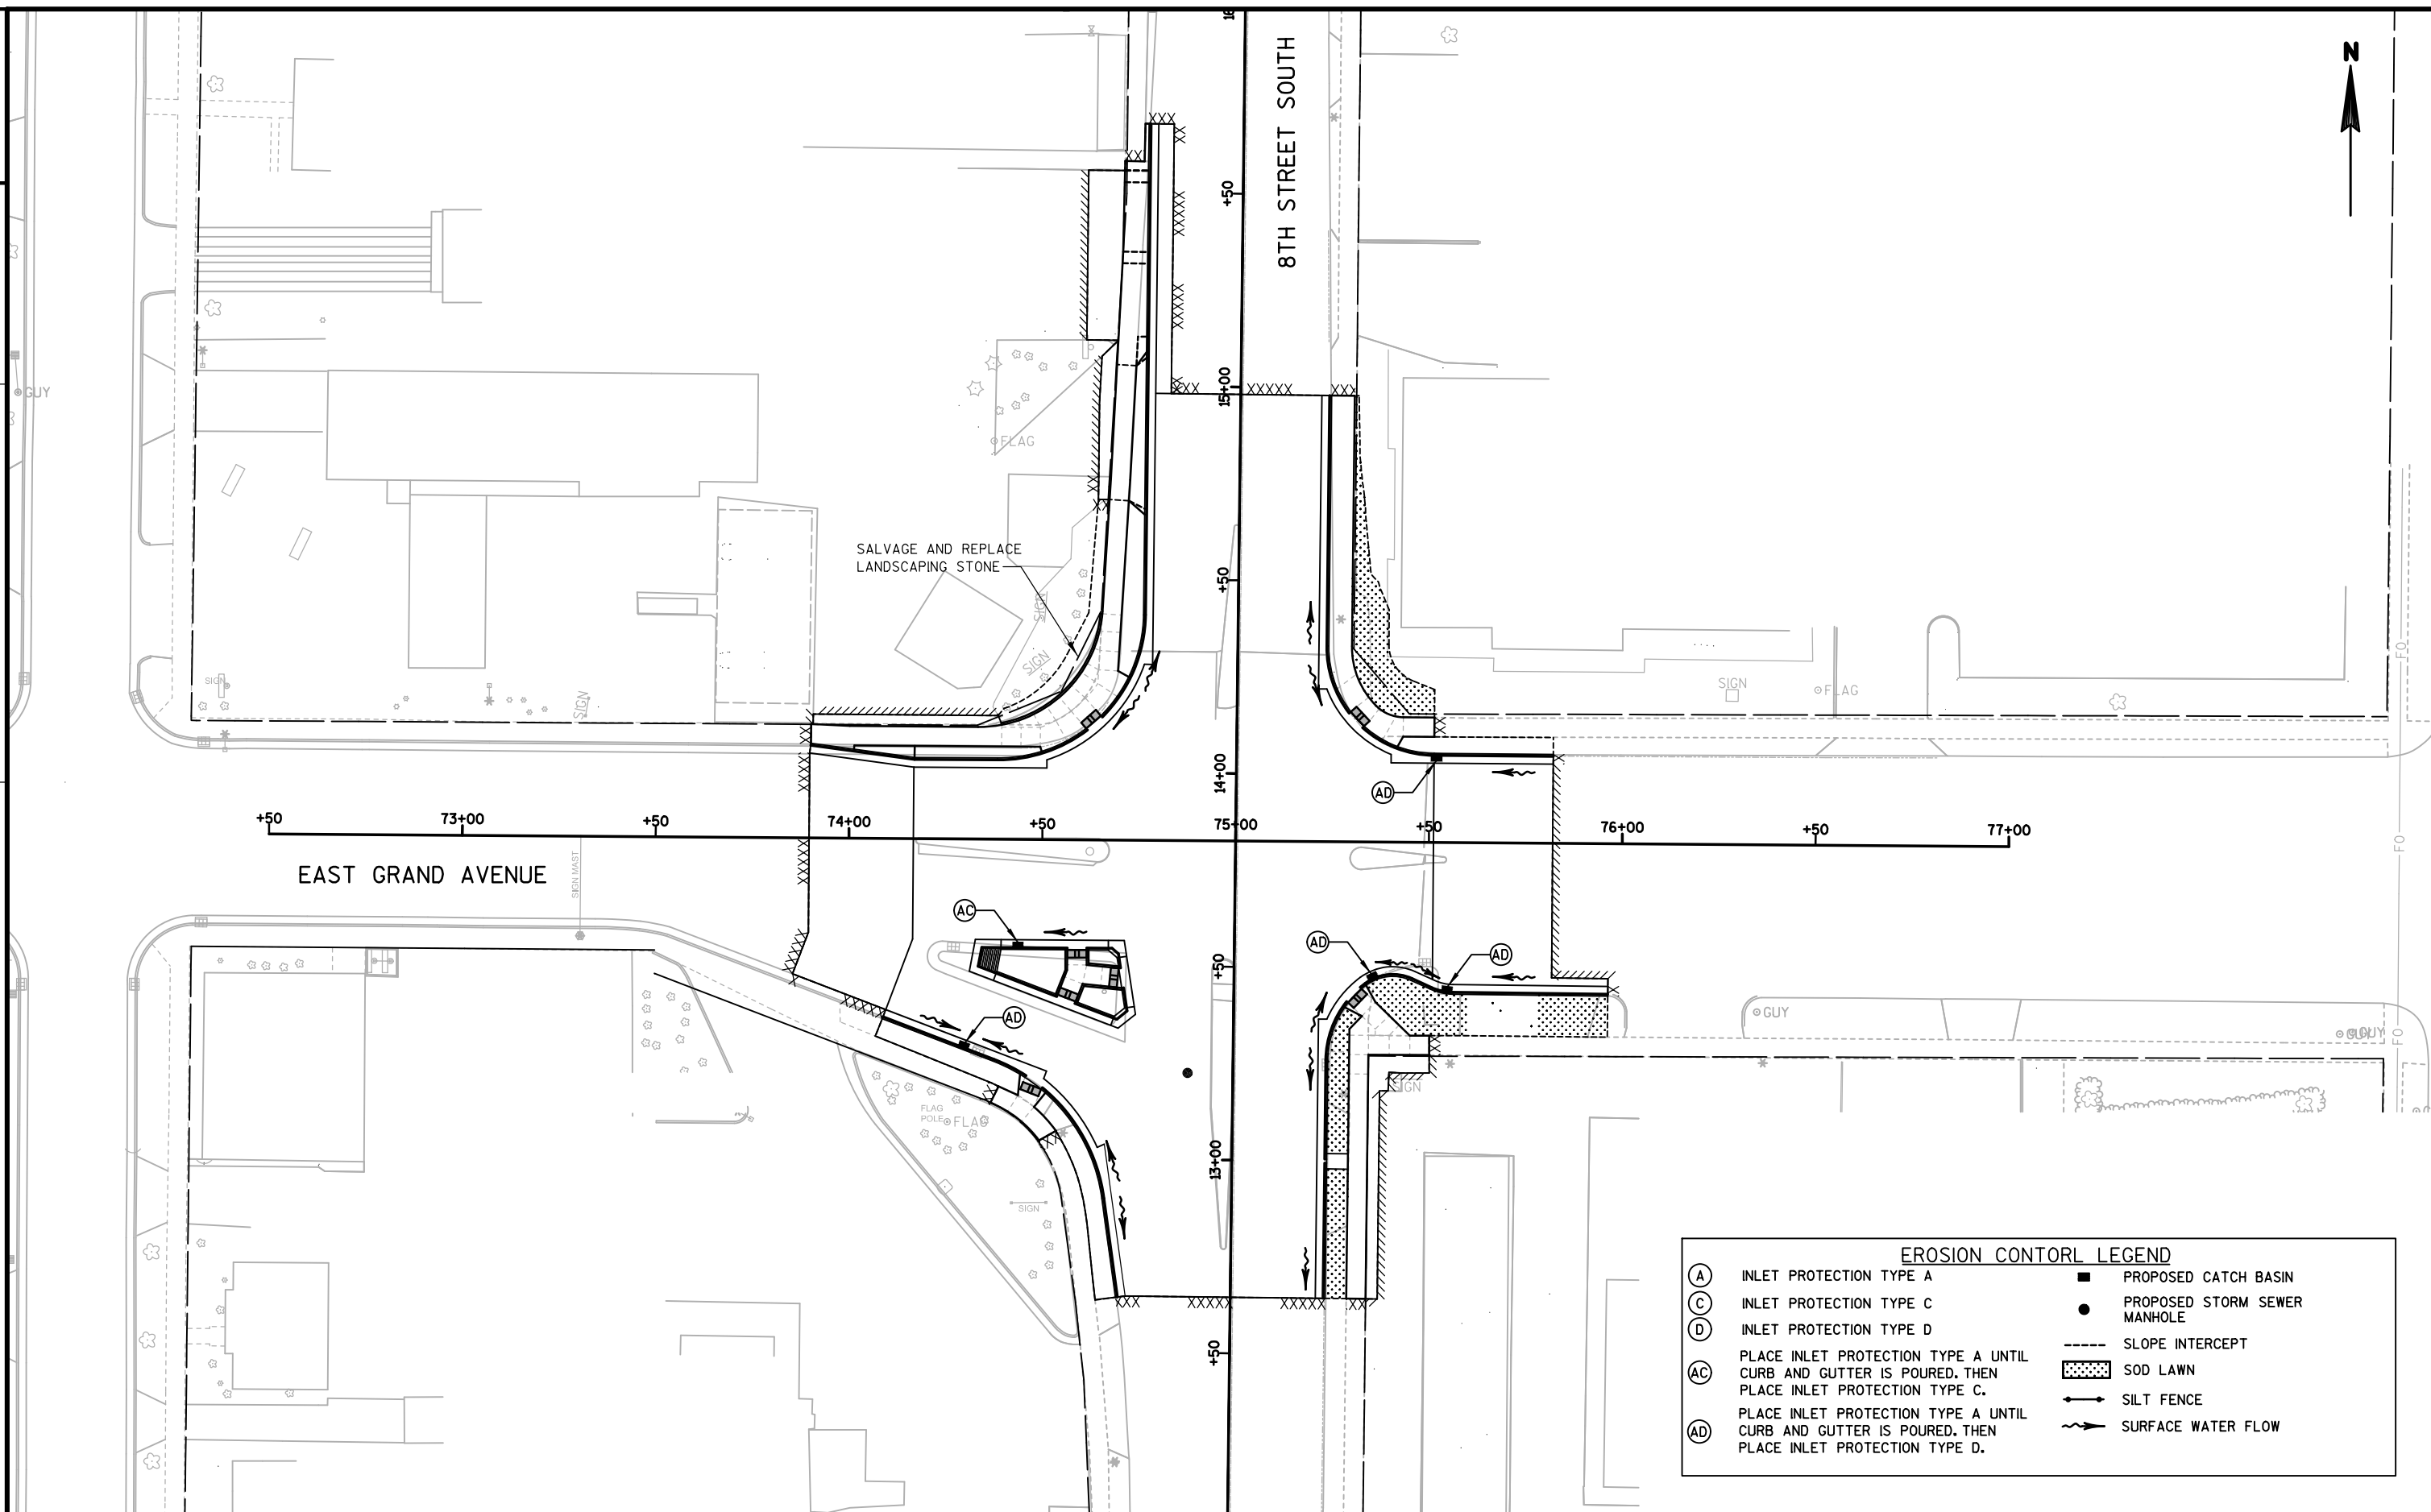 N
8TH STREET SOUTH
+50
15+00
+50
14+00
+50
13+00
+50
GUY
FLAG
SALVAGE AND REPLACE
LANDSCAPING STONE
SIGN
SIGN
SIGN
SIGN
SIGN
FLAG
FO
AD
+50
73+00
+50
74+00
+50
75+00
+50
76+00
+50
77+00
EAST GRAND AVENUE
SIGN MAST
FO
AC
AD
AD
AD
GUY
GUY
FO
SIGN
FLAG
POLE
FLAG
SIGN
EROSION CONTORL LEGEND
A INLET PROTECTION TYPE A
C INLET PROTECTION TYPE C
D INLET PROTECTION TYPE D
AC PLACE INLET PROTECTION TYPE A UNTIL
CURB AND GUTTER IS POURED. THEN
PLACE INLET PROTECTION TYPE C.
AD PLACE INLET PROTECTION TYPE A UNTIL
CURB AND GUTTER IS POURED. THEN
PLACE INLET PROTECTION TYPE D.
PROPOSED CATCH BASIN
PROPOSED STORM SEWER
MANHOLE
SLOPE INTERCEPT
SOD LAWN
SILT FENCE
SURFACE WATER FLOW